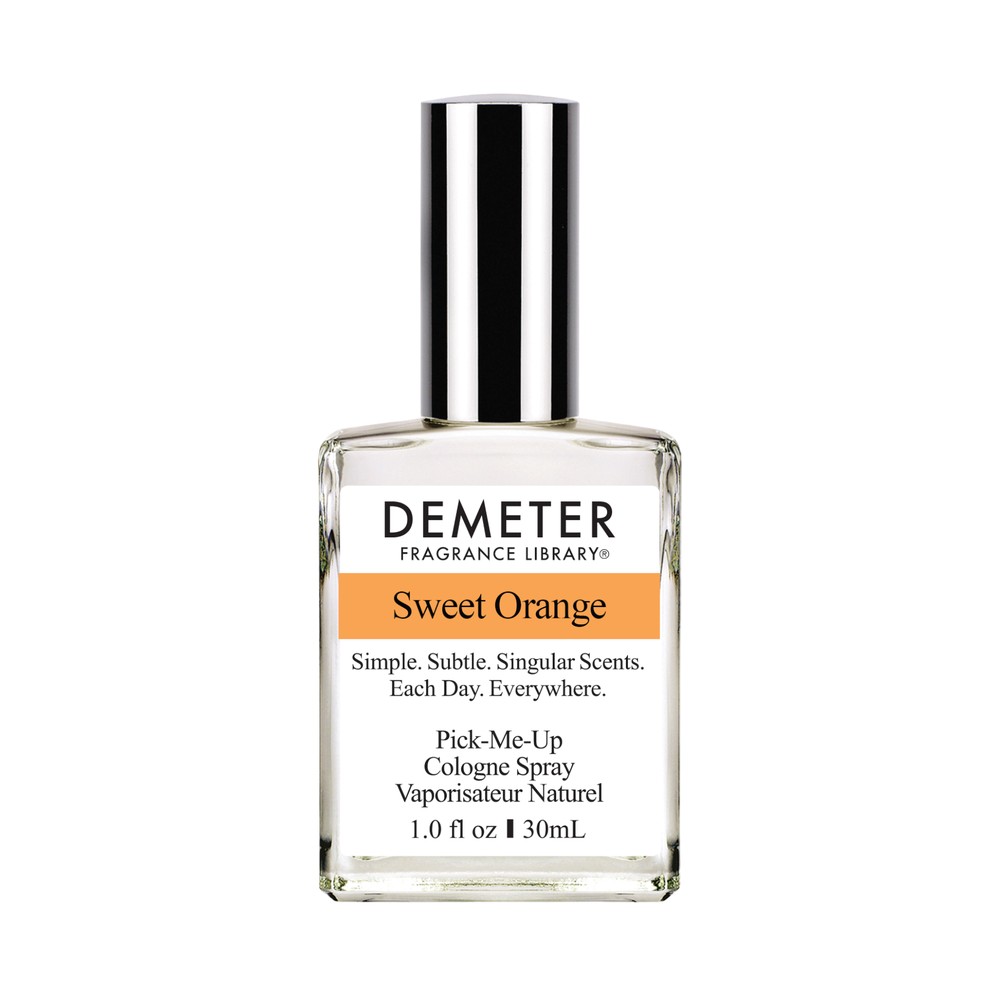 DEMETER
FRAGRANCE LIBRARY®
Sweet Orange
Simple. Subtle. Singular Scents.
Each Day. Everywhere.
Pick-Me-Up
Cologne Spray
Vaporisateur Naturel
1.0 fl oz ❚ 30mL